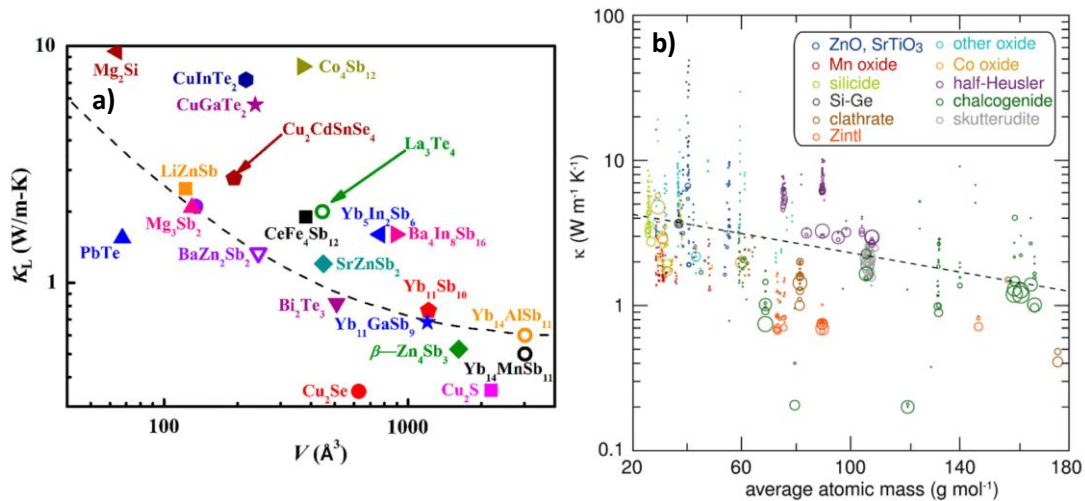 a)
κL (W/m-K)
10
1
Mg₂Si
CuInTe₂
CuGaTe₂
Co₄Sb₁₂
Cu₂CdSnSe₄
La₃Te₄
LiZnSb
Mg₃Sb₂
PbTe
BaZn₂Sb₂
CeFe₄Sb₁₂
Yb₅In₂Sb₆
Ba₄In₈Sb₁₆
SrZnSb₂
Bi₂Te₃
Yb₁₁Sb₁₀
Yb₁₁GaSb₉
Yb₁₄AlSb₁₁
β—Zn₄Sb₃
Yb₁₄MnSb₁₁
Cu₂Se
Cu₂S
100 1000
V (Å³)
b)
κ (W m⁻¹ K⁻¹)
100
10
1
0.1
ZnO, SrTiO₃
Mn oxide
silicide
Si-Ge
clathrate
Zintl
other oxide
Co oxide
half-Heusler
chalcogenide
skutterudite
20 60 100 140 180
average atomic mass (g mol⁻¹)